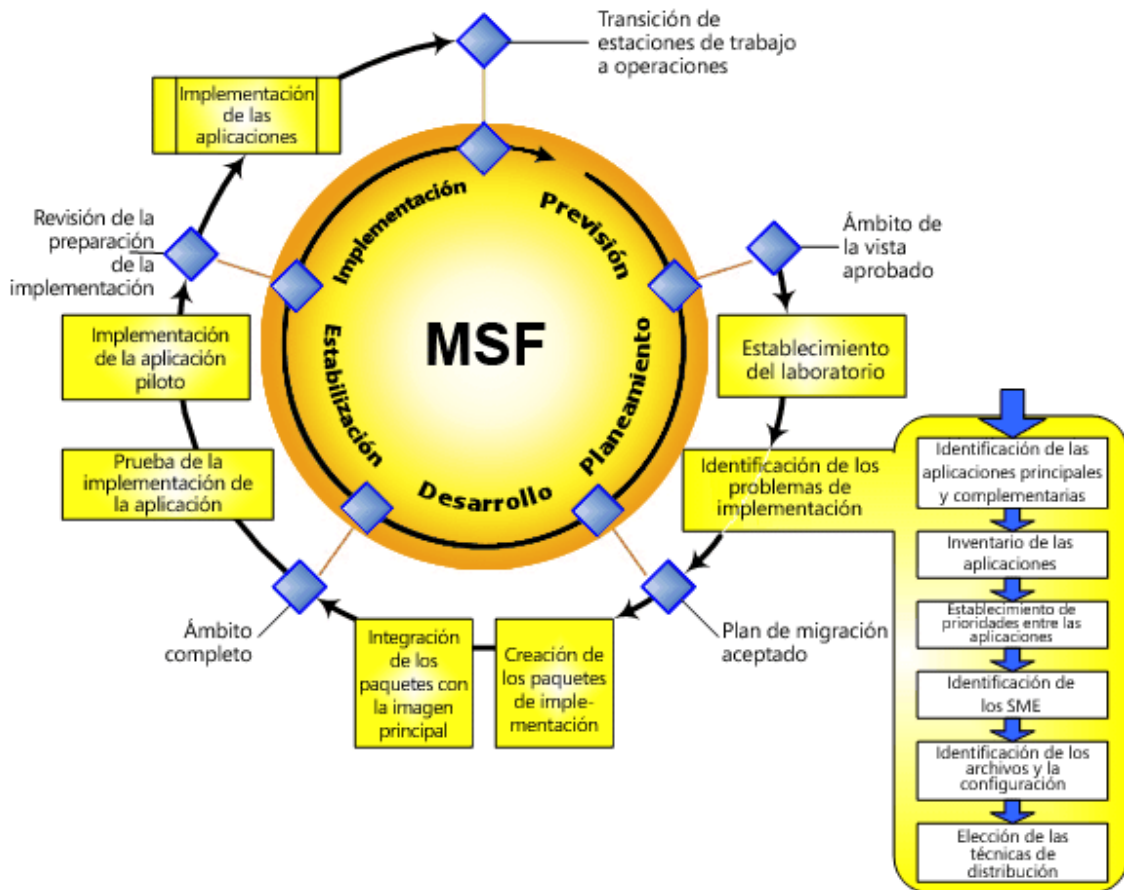 Transición de
estaciones de trabajo
a operaciones
Implementación
de las
aplicaciones
Revisión de la
preparación
de la
implementación
Implementación
Previsión
Ámbito de
la vista
aprobado
MSF
Implementación
de la aplicación
piloto
Estabilización
Planeamiento
Establecimiento
del laboratorio
Prueba de la
implementación de
la aplicación
Desarrollo
Identificación de los
problemas de
implementación
Identificación de las
aplicaciones principales
y complementarias
Inventario de las
aplicaciones
Establecimiento de
prioridades entre las
aplicaciones
Identificación de
los SME
Identificación de los
archivos y la
configuración
Elección de las
técnicas de
distribución
Ámbito
completo
Integración
de los
paquetes con
la imagen
principal
Creación de
los paquetes
de imple-
mentación
Plan de migración
aceptado